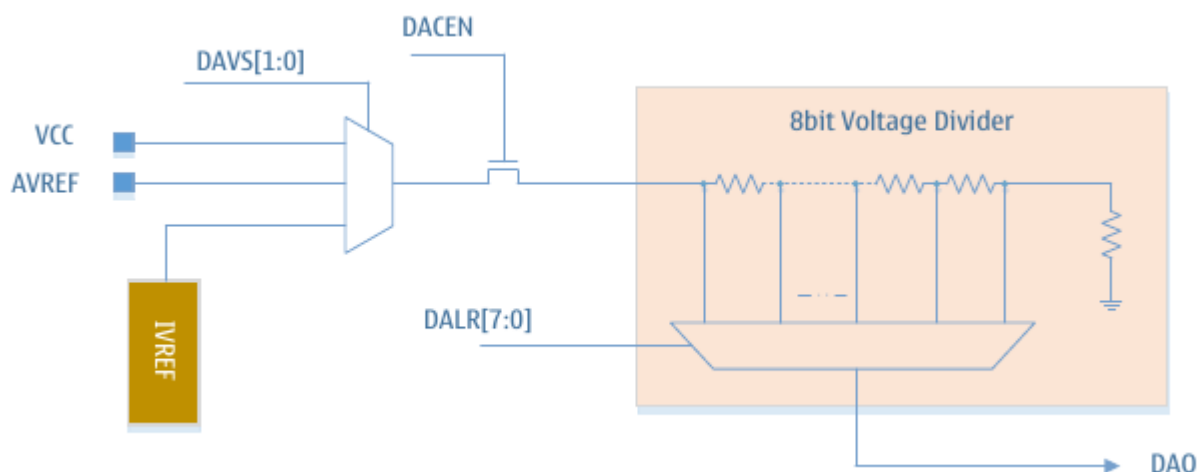 DACEN
DAVS[1:0]
8bit Voltage Divider
VCC
AVREF
DALR[7:0]
IVREF
DAO